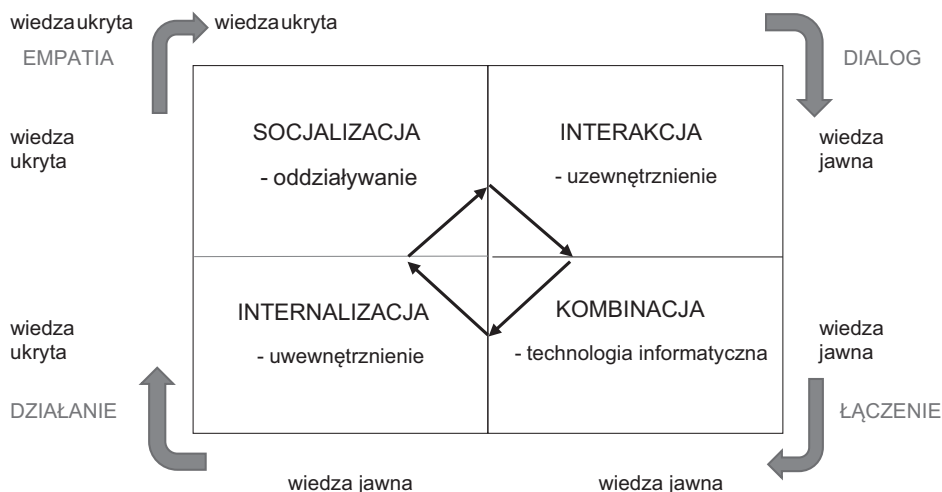 wiedza ukryta wiedza ukryta
EMPATIA DIALOG
SOCJALIZACJA INTERAKCJA
wiedza
ukryta
wiedza
jawna
- oddziaływanie - uzewnętrznienie
INTERNALIZACJA KOMBINACJA
wiedza
ukryta
wiedza
jawna
- uwewnętrznienie - technologia informatyczna
DZIAŁANIE ŁĄCZENIE
wiedza jawna wiedza jawna